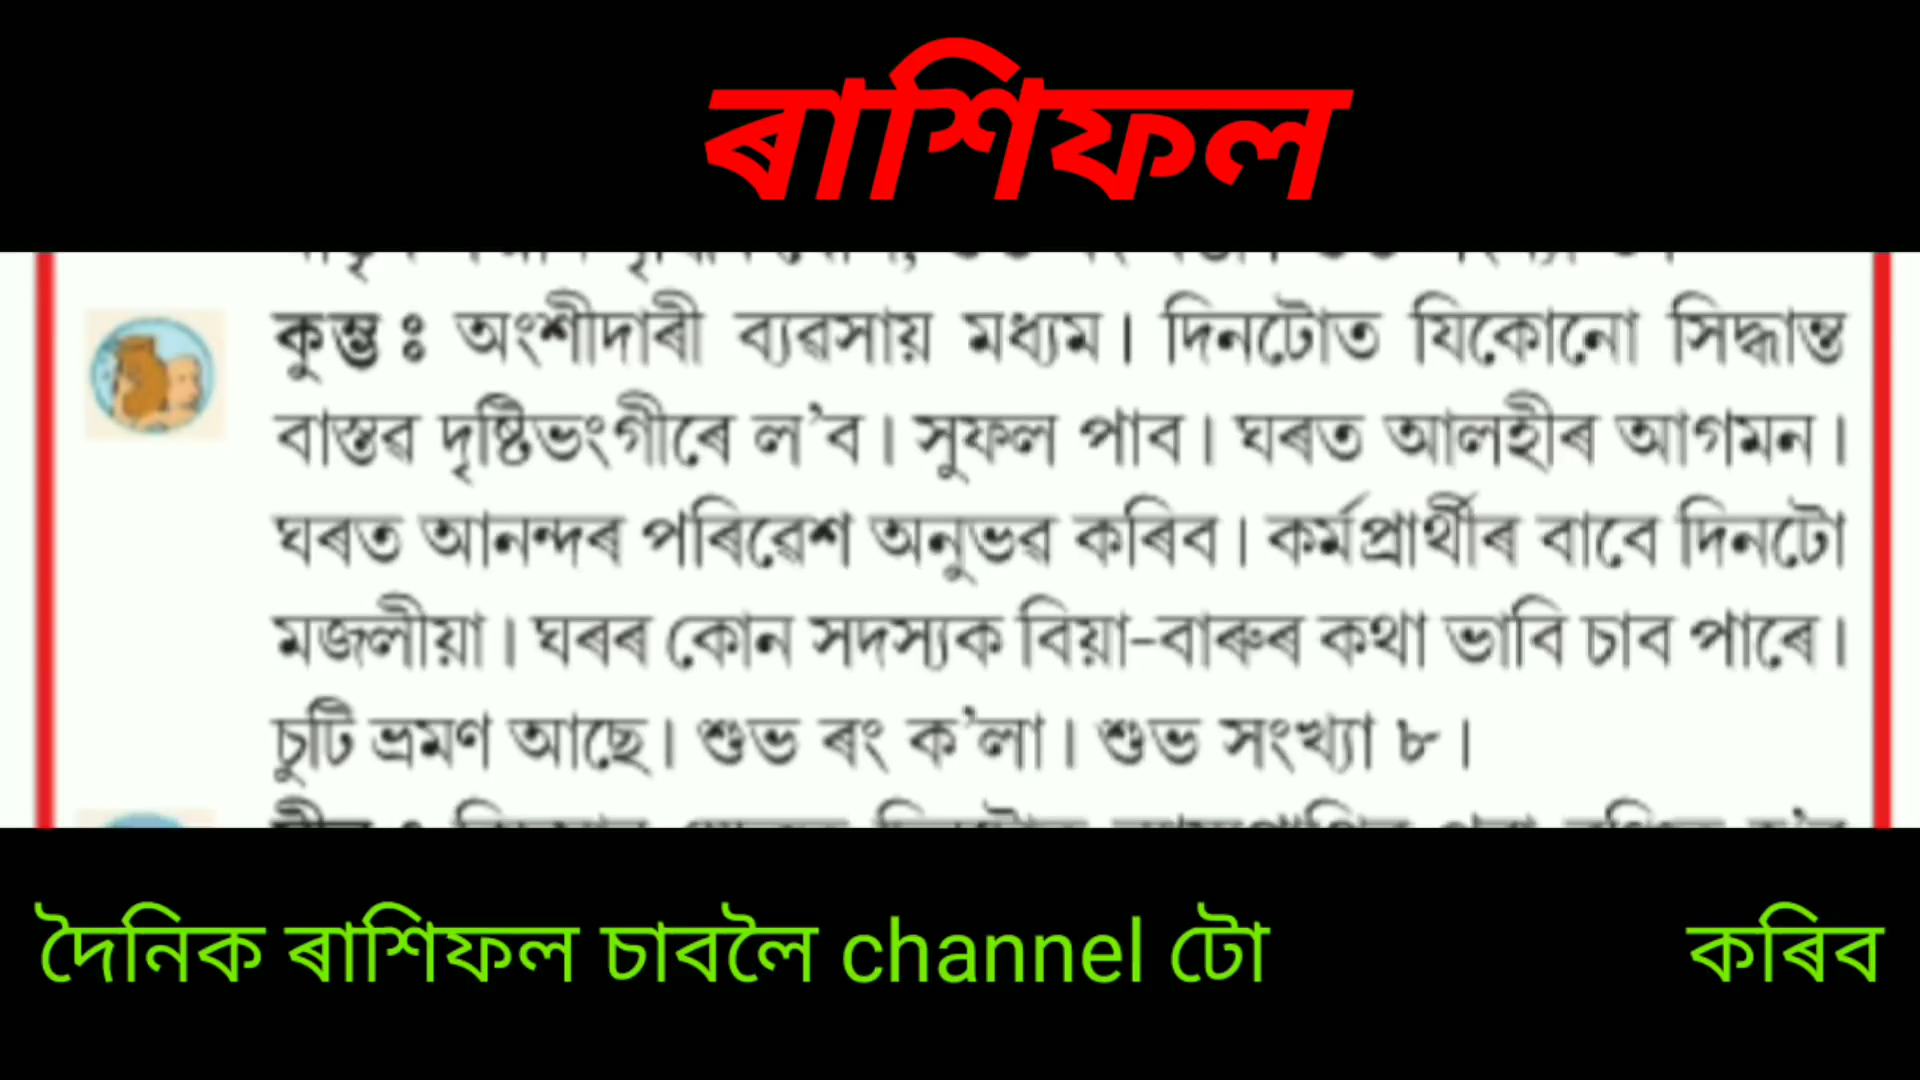 ৰাশিফল
কুম্ভ ঃ অংশীদাৰী ব্যৱসায় মধ্যম। দিনটোত যিকোনো সিদ্ধান্ত
বাস্তৱ দৃষ্টিভংগীৰে ল’ব। সুফল পাব। ঘৰত আলহীৰ আগমন।
ঘৰত আনন্দৰ পৰিৱেশ অনুভৱ কৰিব। কৰ্মপ্ৰাৰ্থীৰ বাবে দিনটো
মজলীয়া। ঘৰৰ কোন সদস্যক বিয়া-বাৰুৰ কথা ভাবি চাব পাৰে।
চুটি ভ্ৰমণ আছে। শুভ ৰং ক’লা। শুভ সংখ্যা ৮।
দৈনিক ৰাশিফল চাবলৈ channel টো কৰিব